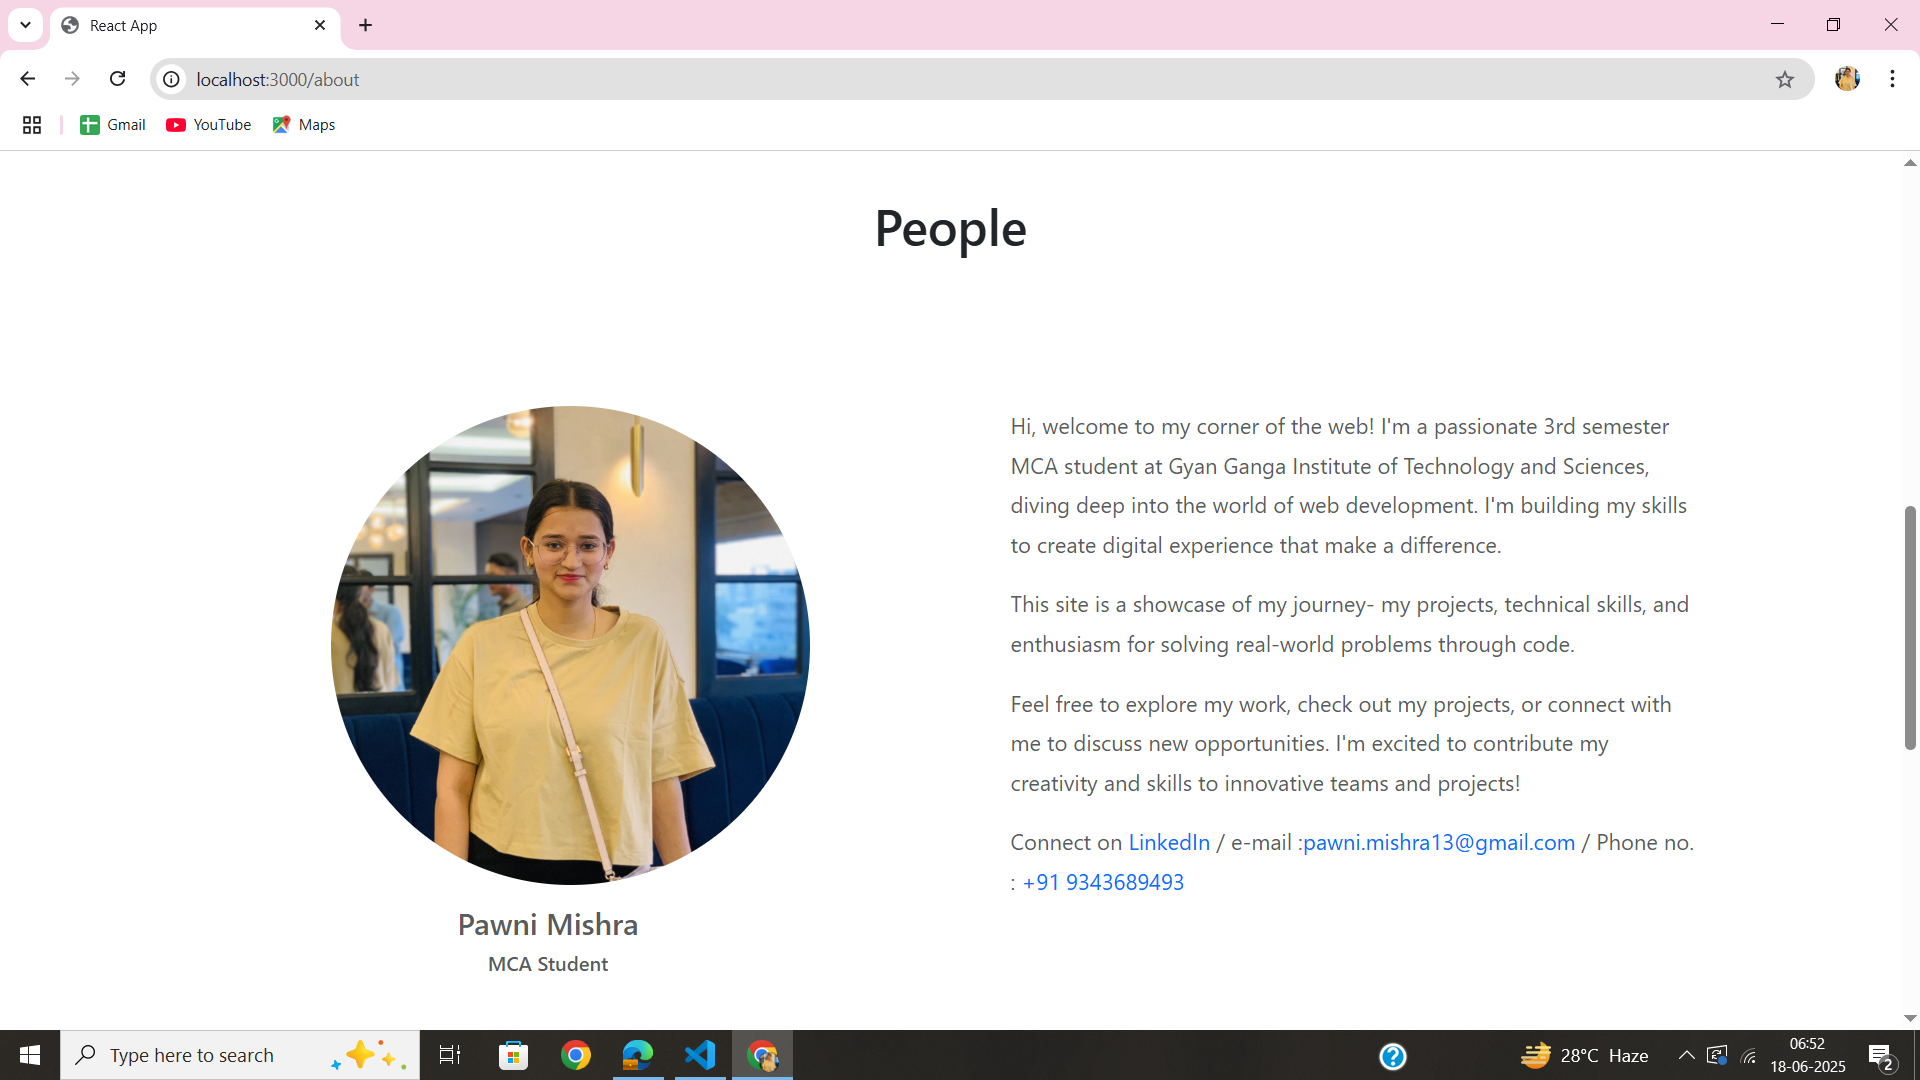 React App
localhost:3000/about
Gmail YouTube Maps
People
Hi, welcome to my corner of the web! I'm a passionate 3rd semester
MCA student at Gyan Ganga Institute of Technology and Sciences,
diving deep into the world of web development. I'm building my skills
to create digital experience that make a difference.
This site is a showcase of my journey- my projects, technical skills, and
enthusiasm for solving real-world problems through code.
Feel free to explore my work, check out my projects, or connect with
me to discuss new opportunities. I'm excited to contribute my
creativity and skills to innovative teams and projects!
Connect on LinkedIn / e-mail :pawni.mishra13@gmail.com / Phone no.
: +91 9343689493
Pawni Mishra
MCA Student
Type here to search
28°C Haze
06:52
18-06-2025
2